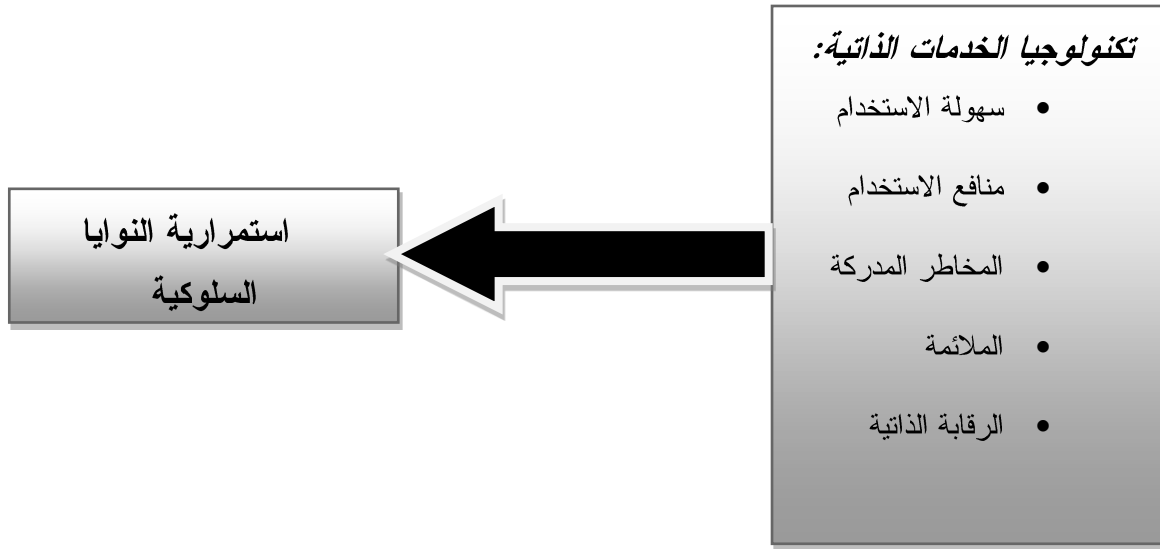 تكنولوجيا الخدمات الذاتية:
• سهولة الاستخدام
• منافع الاستخدام
• المخاطر المدركة
• الملائمة
• الرقابة الذاتية
استمرارية النوايا
السلوكية